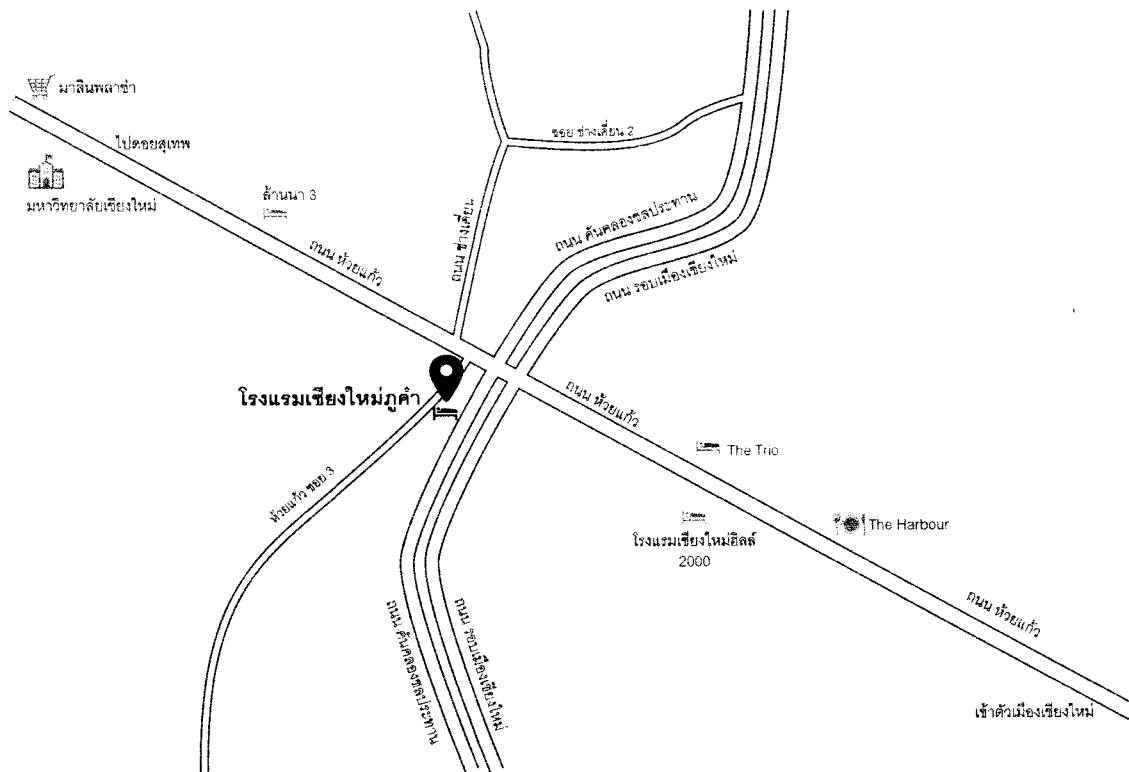 มาลินพลาซ่า
ไปดอยสุเทพ
มหาวิทยาลัยเชียงใหม่
ล้านนา 3
ถนน ห้วยแก้ว
ถนน ช่างเคี่ยน
ซอย ช่างเคี่ยน 2
ถนน คันคลองชลประทาน
ถนน รอบเมืองเชียงใหม่
โรงแรมเชียงใหม่ภูคำ
ถนน ห้วยแก้ว
The Trio
ห้วยแก้ว ซอย 3
โรงแรมเชียงใหม่ฮิลล์
2000
The Harbour
ถนน คันคลองชลประทาน
ถนน รอบเมืองเชียงใหม่
ถนน ห้วยแก้ว
เข้าตัวเมืองเชียงใหม่